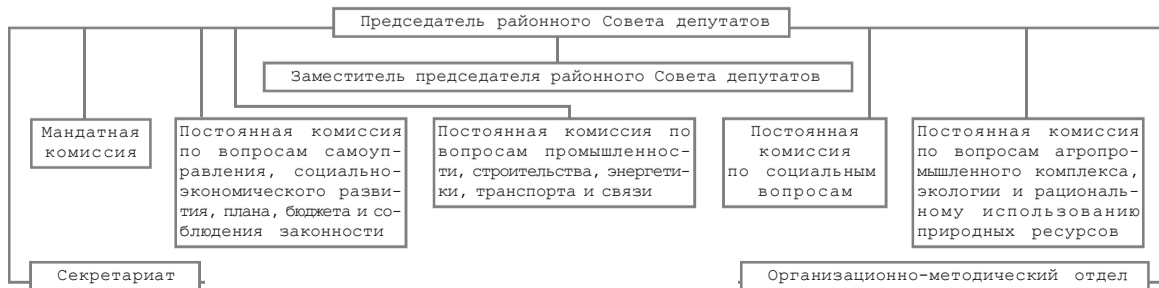 Председатель районного Совета депутатов
Заместитель председателя районного Совета депутатов
Мандатная
комиссия
Постоянная комиссия
по вопросам самоуп-
равления, социально-
экономического разви-
тия, плана, бюджета и со-
блюдения законности
Постоянная комиссия по
вопросам промышленнос-
ти, строительства, энергети-
ки, транспорта и связи
Постоянная
комиссия
по социальным
вопросам
Постоянная комиссия
по вопросам агропро-
мышленного комплекса,
экологии и рациональ-
ному использованию
природных ресурсов
Секретариат
Организационно-методический отдел